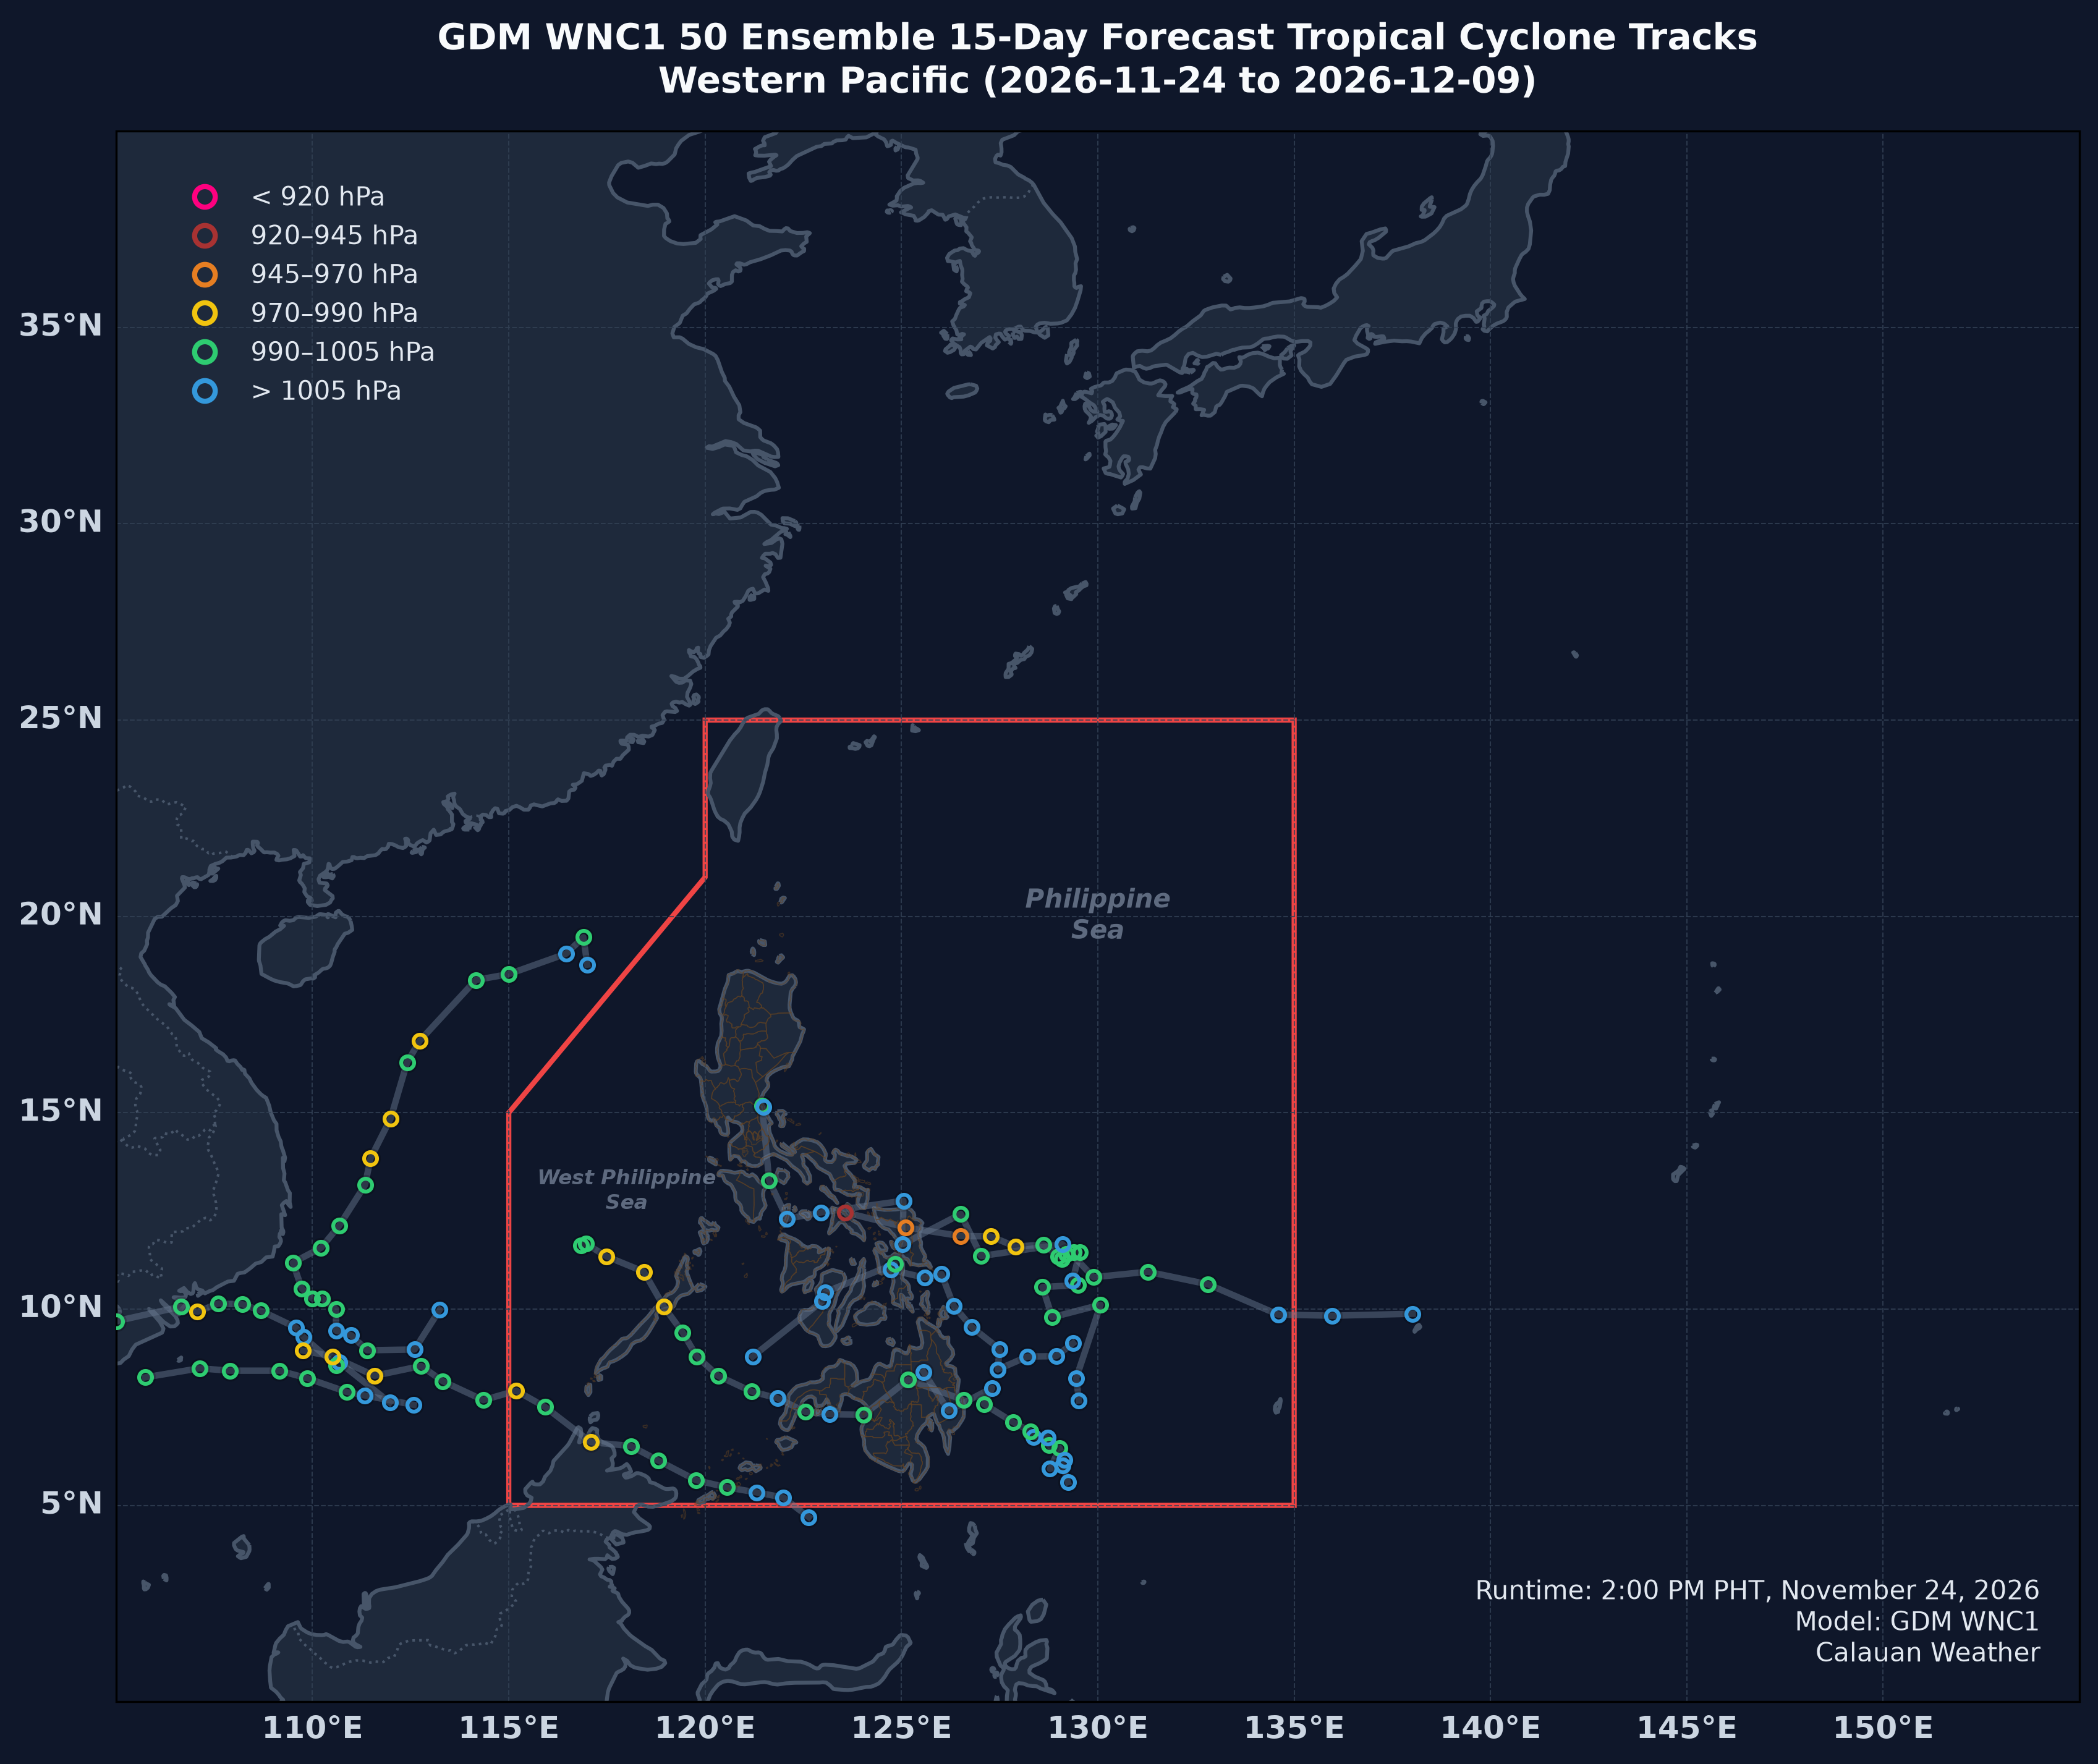 GDM WNC1 50 Ensemble 15-Day Forecast Tropical Cyclone Tracks
Western Pacific (2026-11-24 to 2026-12-09)
< 920 hPa
920–945 hPa
945–970 hPa
970–990 hPa
990–1005 hPa
> 1005 hPa
35°N
30°N
25°N
20°N
15°N
10°N
5°N
Philippine
Sea
West Philippine
Sea
Runtime: 2:00 PM PHT, November 24, 2026
Model: GDM WNC1
Calauan Weather
110°E
115°E
120°E
125°E
130°E
135°E
140°E
145°E
150°E